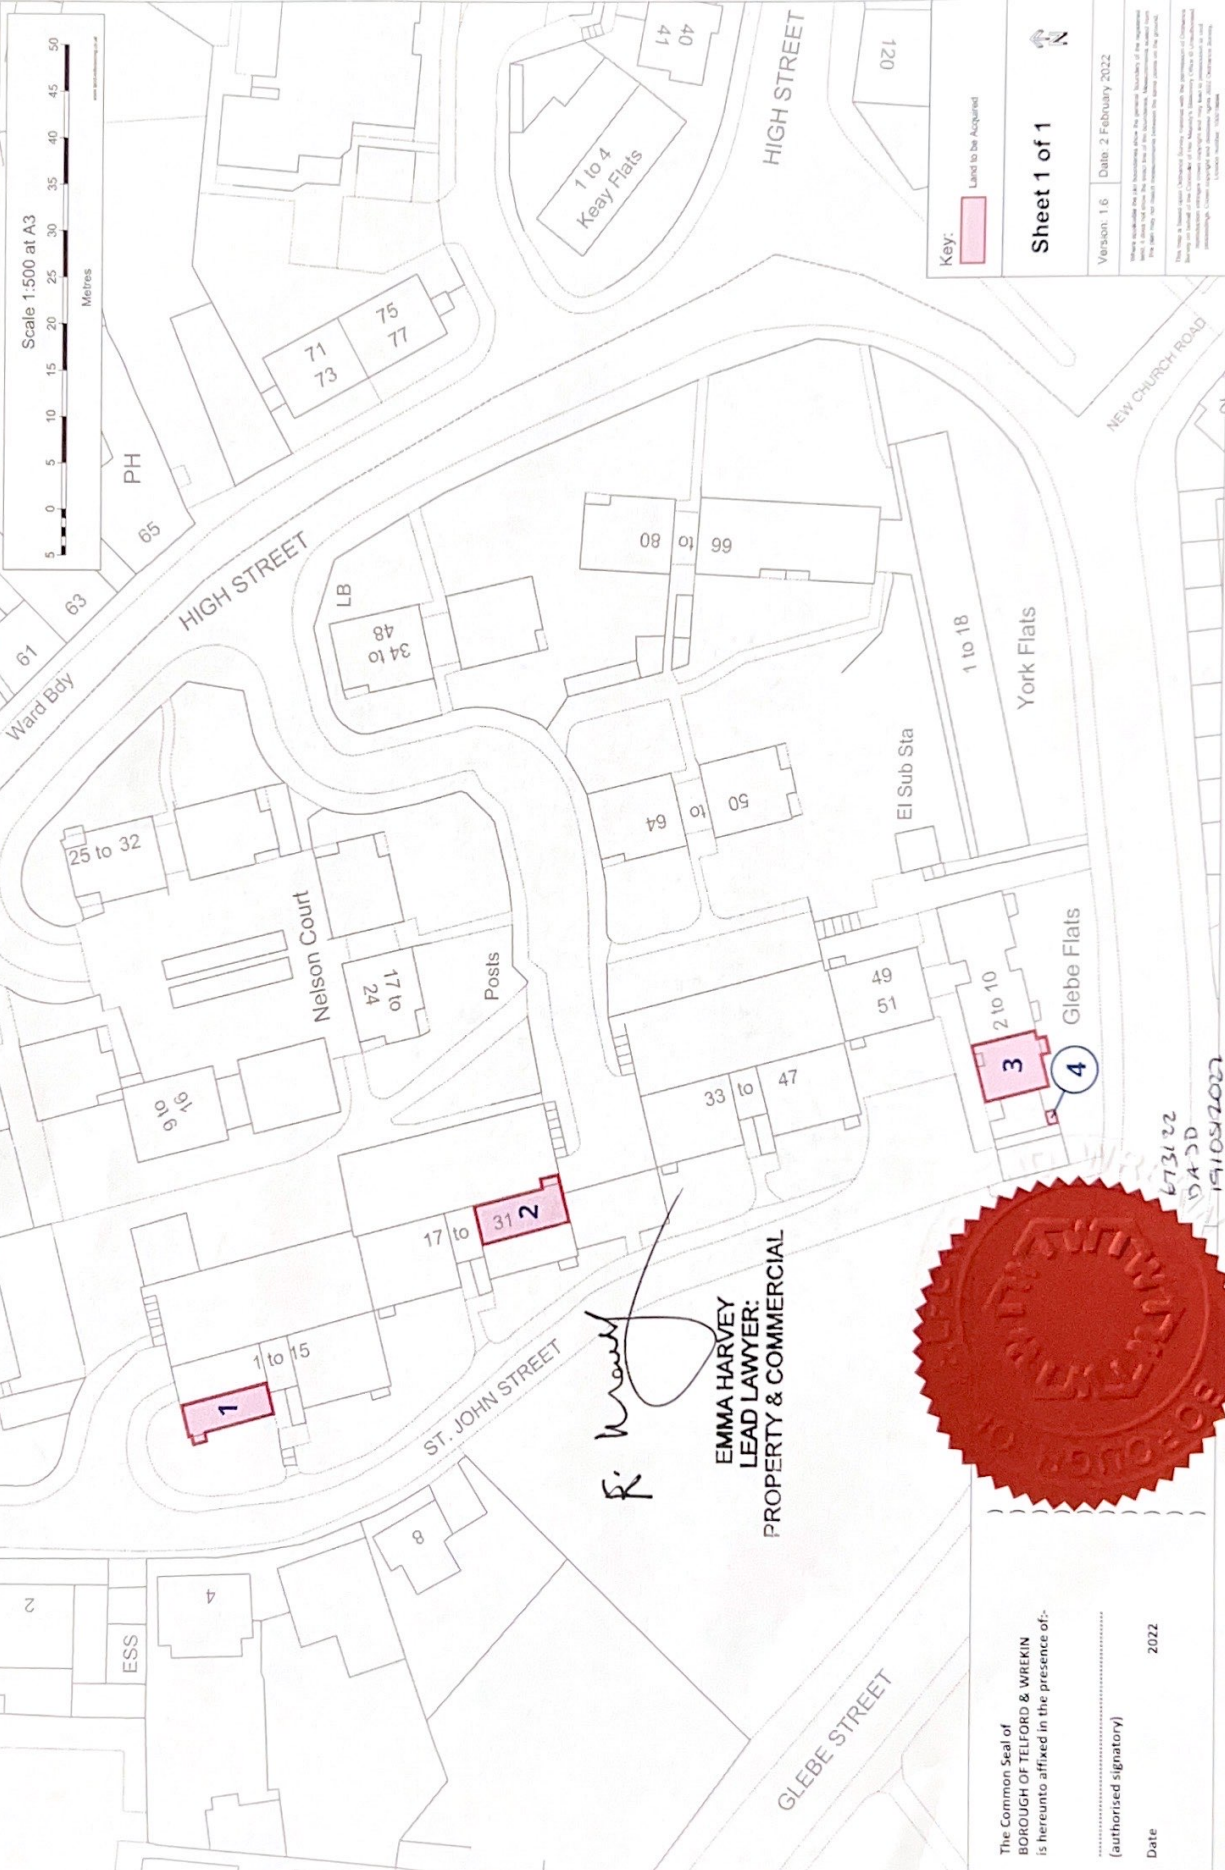 Scale 1:500 at A3
5 0 5 10 15 20 25 30 35 40 45 50
Metres
61
63
65
PH
Ward Bdy
HIGH STREET
71
73
75
77
1 to 4
Keay Flats
40
41
HIGH STREET
120
LB
34 to
48
25 to 32
Nelson Court
17 to
24
Posts
9 to
16
80
to
66
64
to
50
1 to 18
York Flats
El Sub Sta
NEW CHURCH ROAD
49
51
2 to 10
Glebe Flats
3
4
33
to
47
17
to
31
2
1 to 15
1
ST. JOHN STREET
8
4
2
ESS
GLEBE STREET
Key:
Land to be Acquired
Sheet 1 of 1
N
Version: 1.6
Date: 2 February 2022
EMMA HARVEY
LEAD LAWYER:
PROPERTY & COMMERCIAL
The Common Seal of
BOROUGH OF TELFORD & WREKIN
is hereunto affixed in the presence of:-
(authorised signatory)
Date 2022